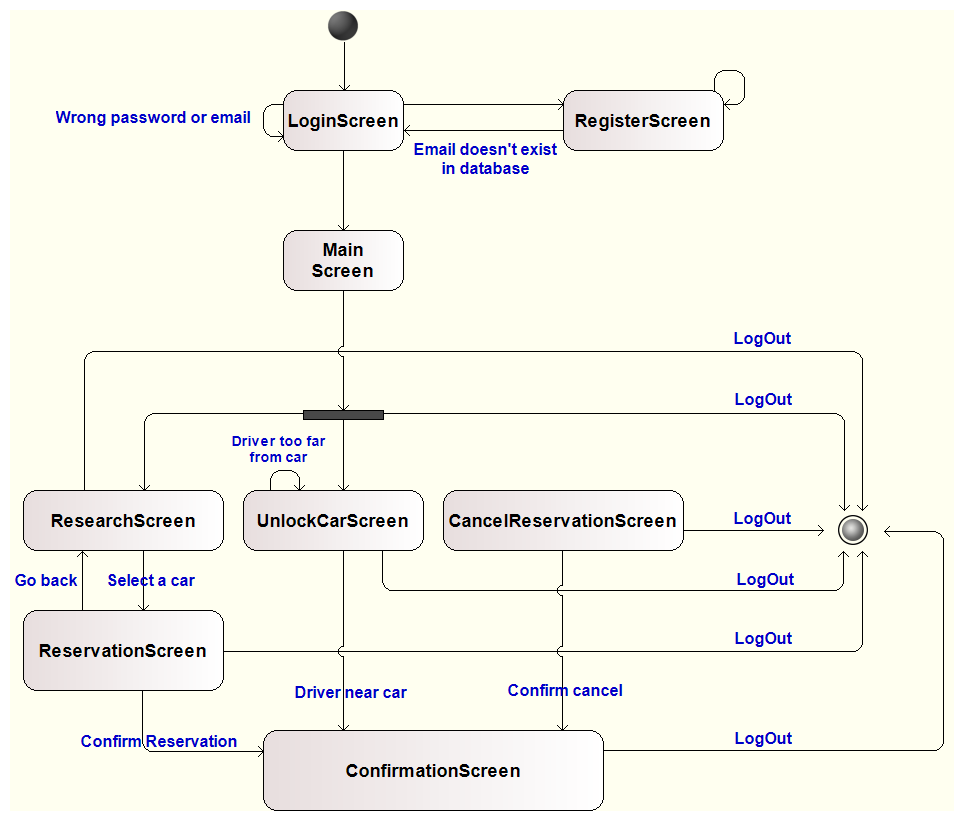 Wrong password or email
LoginScreen
RegisterScreen
Email doesn't exist
in database
Main
Screen
LogOut
LogOut
Driver too far
from car
ResearchScreen
UnlockCarScreen
CancelReservationScreen
LogOut
Go back
Select a car
LogOut
ReservationScreen
LogOut
Driver near car
Confirm cancel
Confirm Reservation
LogOut
ConfirmationScreen